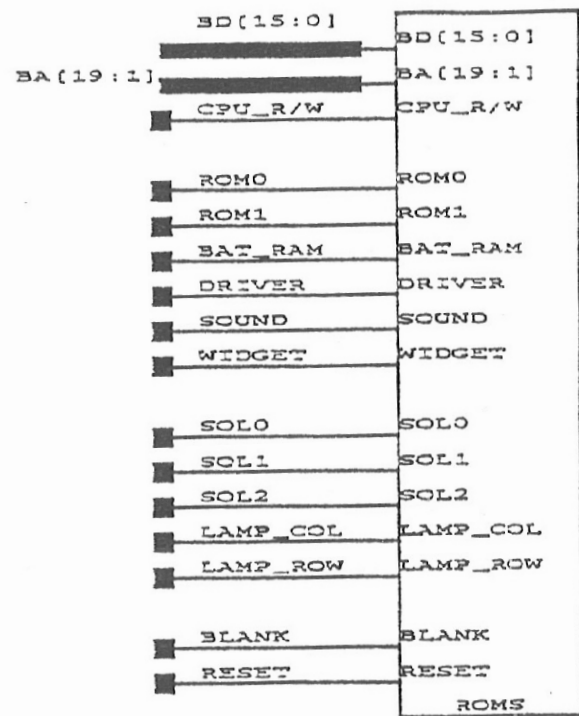 BD[15:0]
BD[15:0]
BA[19:1]
BA[19:1]
CPU_R/W
CPU_R/W
ROM0
ROM0
ROM1
ROM1
BAT_RAM
BAT_RAM
DRIVER
DRIVER
SOUND
SOUND
WIDGET
WIDGET
SOL0
SOL0
SOL1
SOL1
SOL2
SOL2
LAMP_COL
LAMP_COL
LAMP_ROW
LAMP_ROW
BLANK
BLANK
RESET
RESET
ROMS